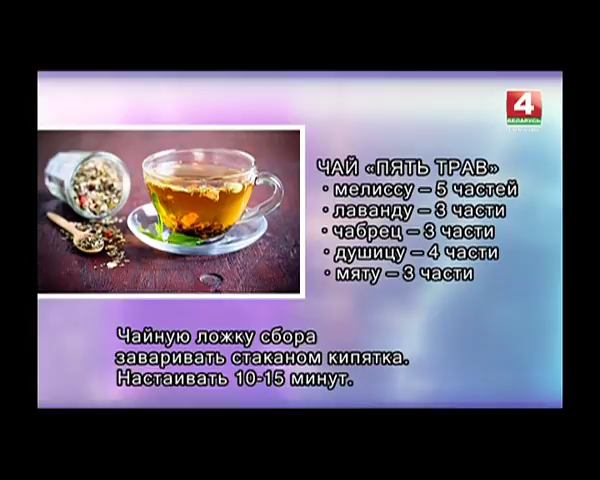 4
БЕЛАРУСЬ
ЧАЙ «ПЯТЬ ТРАВ»
· мелиссу – 5 частей
· лаванду – 3 части
· чабрец – 3 части
· душицу – 4 части
· мяту – 3 части
Чайную ложку сбора
заваривать стаканом кипятка.
Настаивать 10-15 минут.